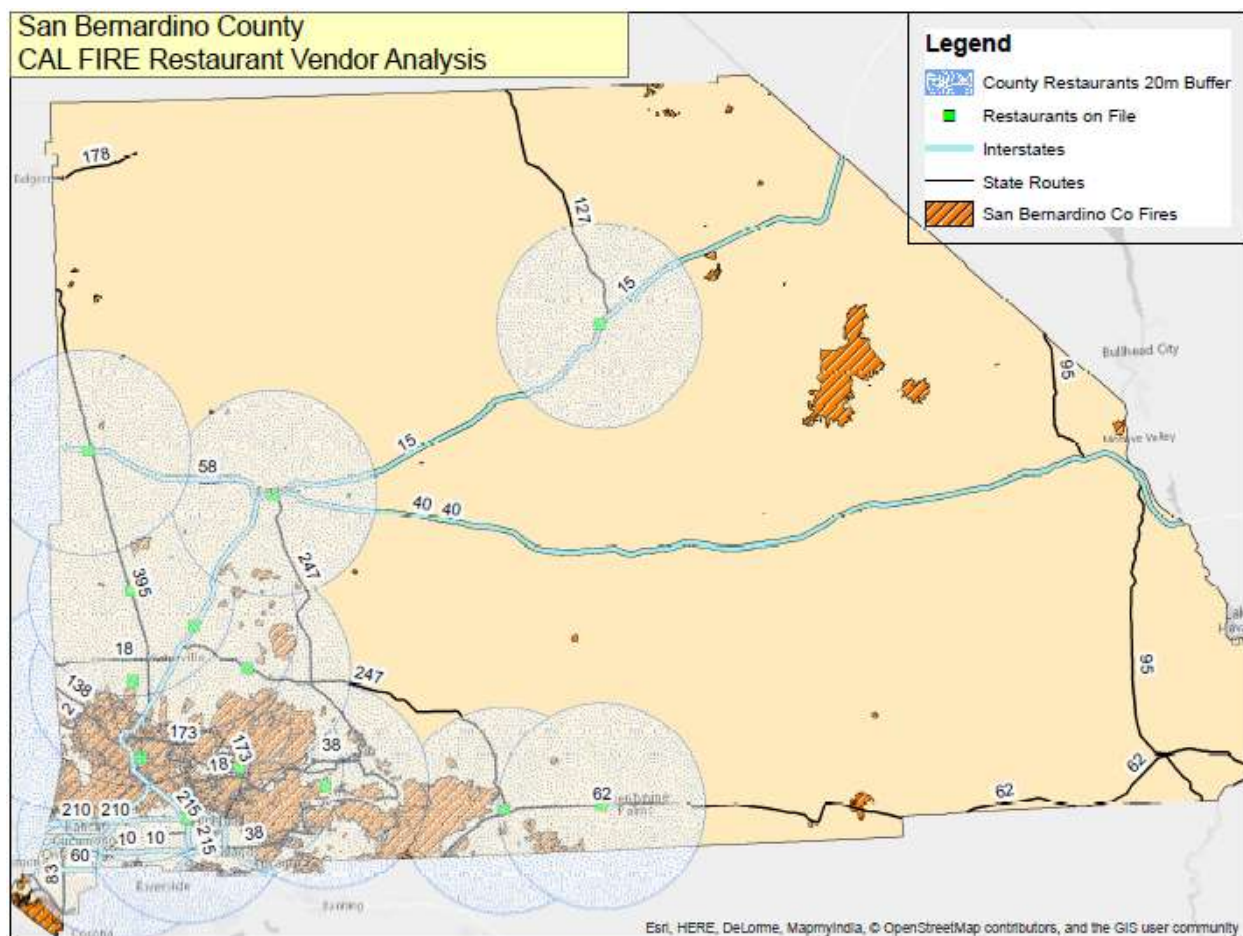 San Bernardino County
CAL FIRE Restaurant Vendor Analysis
Legend
County Restaurants 20m Buffer
Restaurants on File
Interstates
State Routes
San Bernardino Co Fires
178
127
15
Bullhead City
95
15
58
40 40
395
247
18
247
95
138
2
173
173
38
18
62
62
62
210 210
215
10 10
215
38
60
83
Riverside
Banning
Esri, HERE, DeLorme, MapmyIndia, © OpenStreetMap contributors, and the GIS user community